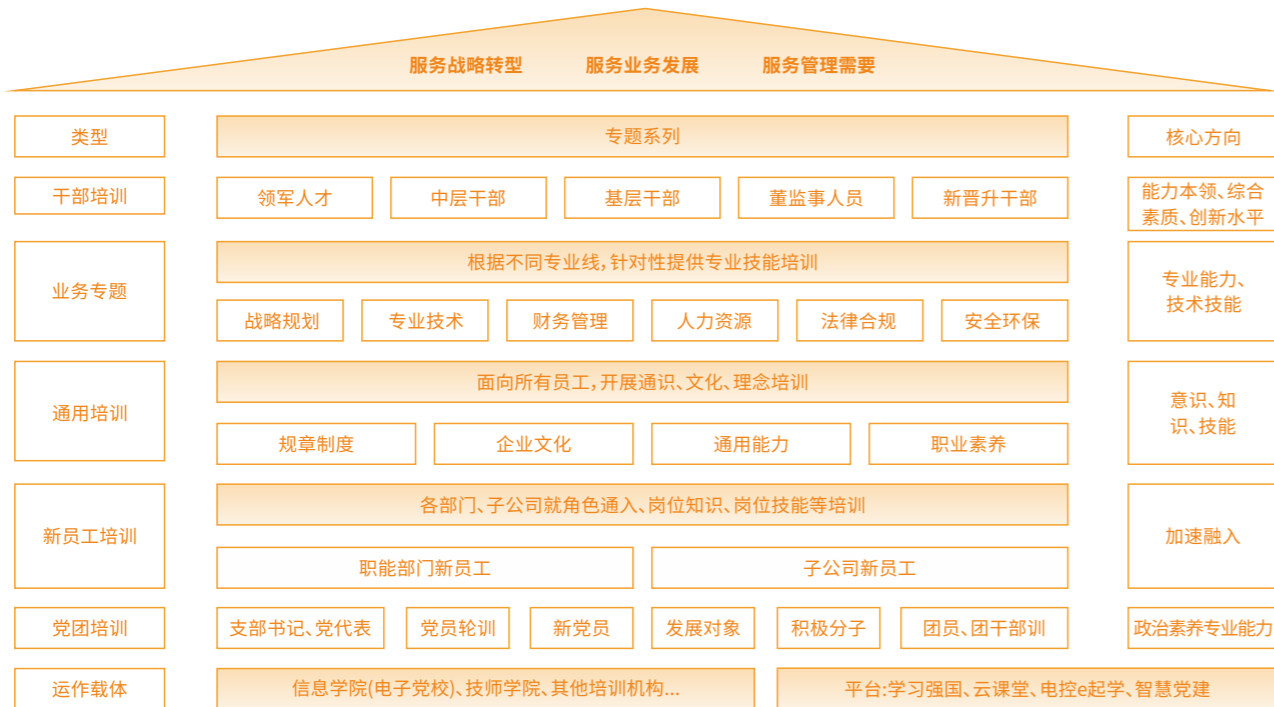 服务战略转型 服务业务发展 服务管理需要
类型 专题系列 核心方向
干部培训 领军人才 中层干部 基层干部 董监事人员 新晋升干部 能力本领、综合
素质、创新水平
业务专题
根据不同专业线,针对性提供专业技能培训
战略规划 专业技术 财务管理 人力资源 法律合规 安全环保
专业能力、
技术技能
通用培训
面向所有员工,开展通识、文化、理念培训
规章制度 企业文化 通用能力 职业素养
意识、知
识、技能
新员工培训
各部门、子公司就角色通入、岗位知识、岗位技能等培训
职能部门新员工 子公司新员工
加速融入
党团培训 支部书记、党代表 党员轮训 新党员 发展对象 积极分子 团员、团干部训 政治素养专业能力
运作载体 信息学院(电子党校)、技师学院、其他培训机构... 平台:学习强国、云课堂、电控e起学、智慧党建